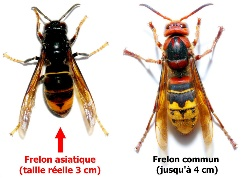 Frelon asiatique
(taille réelle 3 cm)
Frelon commun
(jusqu'à 4 cm)